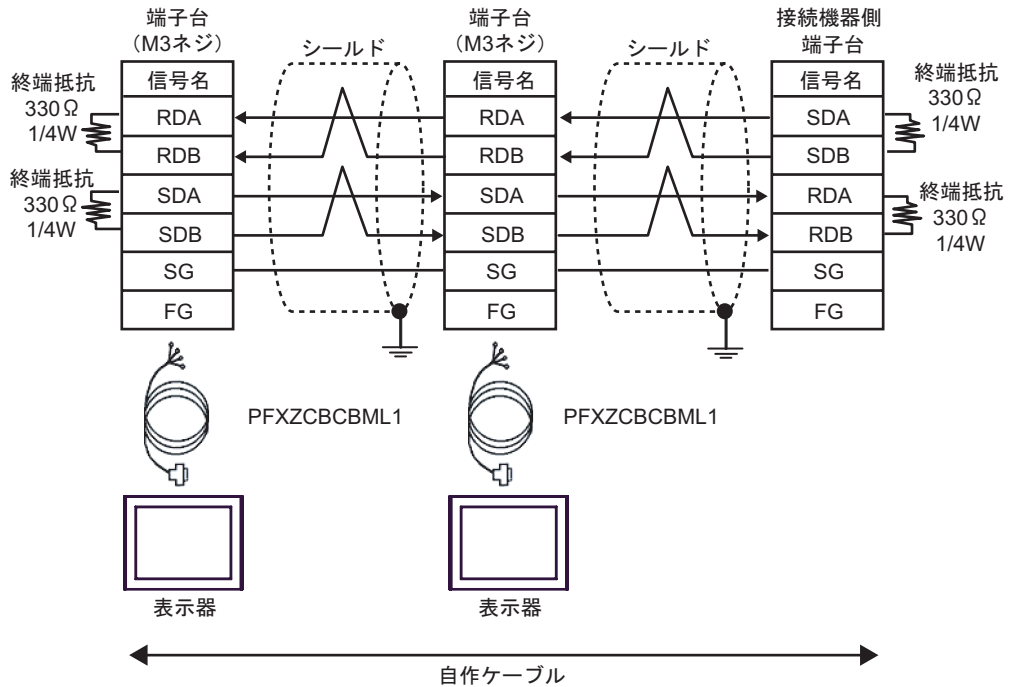 端子台
(M3ネジ)
シールド
端子台
(M3ネジ)
シールド
接続機器側
端子台
終端抵抗
330Ω
1/4W
終端抵抗
330Ω
1/4W
信号名
RDA
RDB
SDA
SDB
SG
FG
信号名
RDA
RDB
SDA
SDB
SG
FG
信号名
SDA
SDB
RDA
RDB
SG
FG
終端抵抗
330Ω
1/4W
終端抵抗
330Ω
1/4W
PFXZCBCBML1
PFXZCBCBML1
表示器
表示器
自作ケーブル